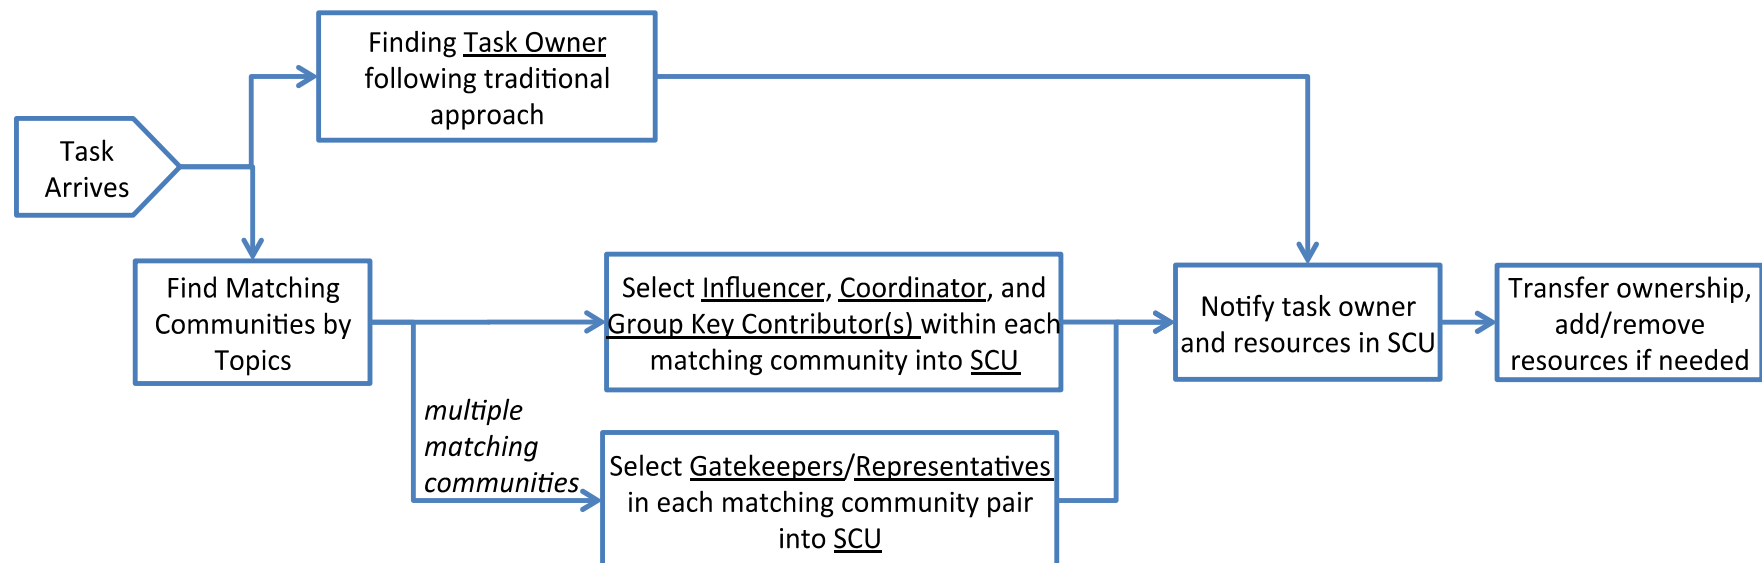 Finding Task Owner
following traditional
approach
Task
Arrives
Find Matching
Communities by
Topics
multiple
matching
communities
Select Influencer, Coordinator, and
Group Key Contributor(s) within each
matching community into SCU
Select Gatekeepers/Representatives
in each matching community pair
into SCU
Notify task owner
and resources in SCU
Transfer ownership,
add/remove
resources if needed